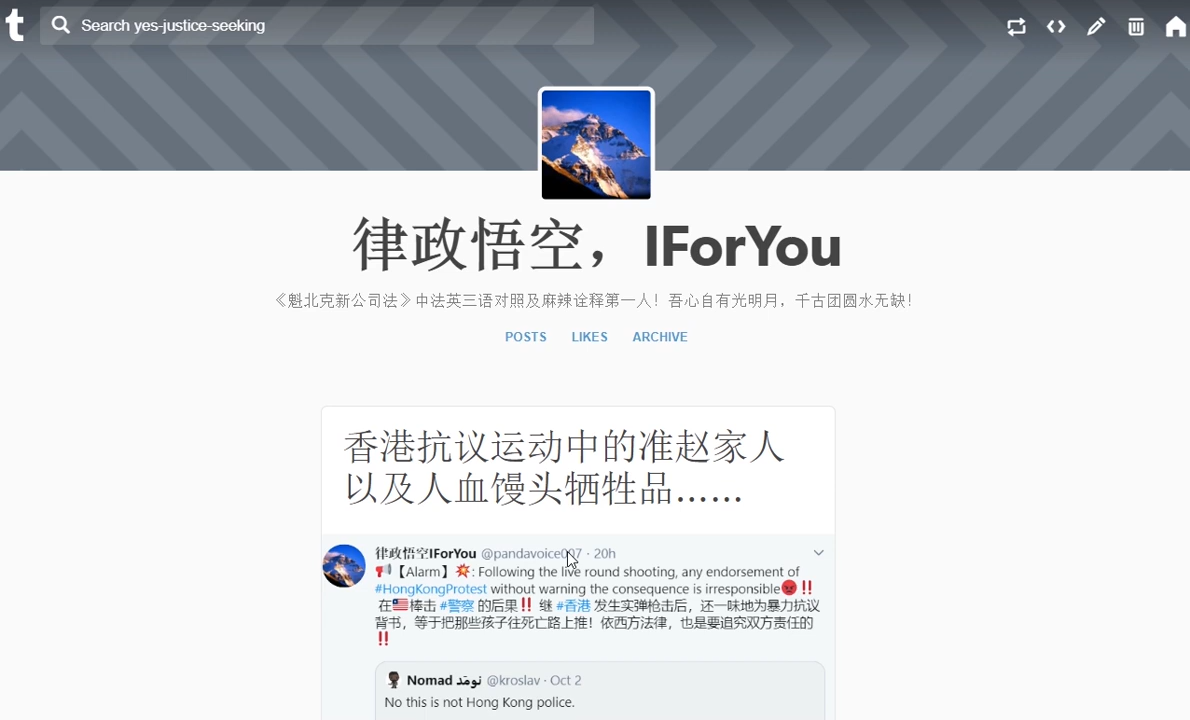 t
Search yes-justice-seeking
律政悟空，IForYou
《魁北克新公司法》中法英三语对照及麻辣诠释第一人！吾心自有光明月，千古团圆水无缺！
POSTS LIKES ARCHIVE
香港抗议运动中的准赵家人
以及人血馒头牺牲品……
律政悟空IForYou @pandavoice007 · 20h
📢【Alarm】💥: Following the live round shooting, any endorsement of
#HongKongProtest without warning the consequence is irresponsible😡‼️
在🇺🇸棒击 #警察 的后果‼️ 继 #香港 发生实弹枪击后，还一味地为暴力抗议
背书，等于把那些孩子往死亡路上推！依西方法律，也是要追究双方责任的
‼️
Nomad نومَد @kroslav · Oct 2
No this is not Hong Kong police.